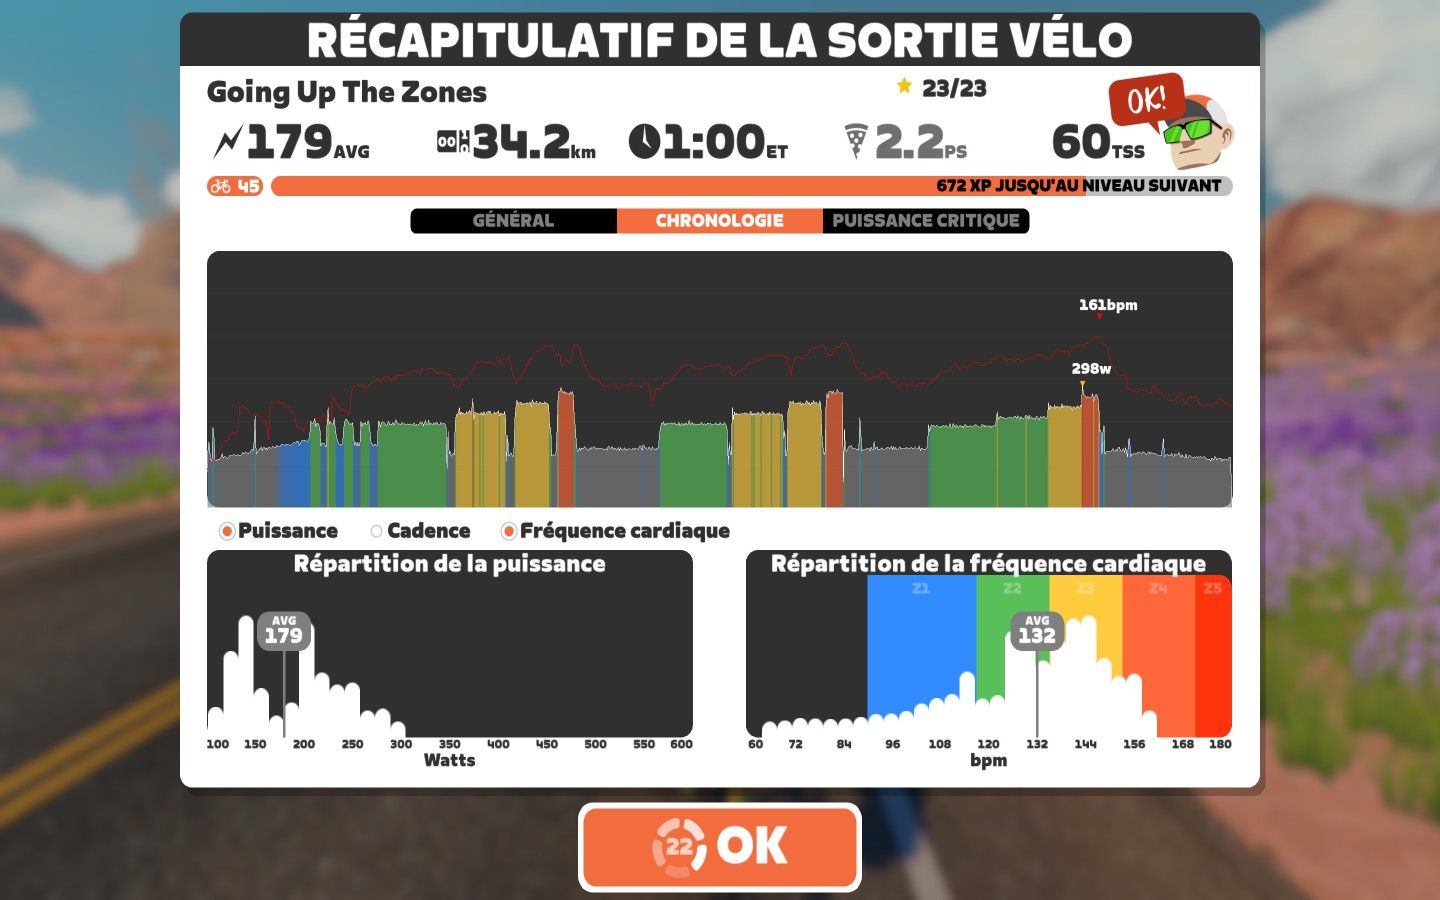 RÉCAPITULATIF DE LA SORTIE VÉLO
Going Up The Zones
23/23
OK!
179AVG
34.2km
1:00ET
2.2PS
60TSS
45
672 XP JUSQU'AU NIVEAU SUIVANT
GÉNÉRAL
CHRONOLOGIE
PUISSANCE CRITIQUE
161bpm
298w
Puissance
Cadence
Fréquence cardiaque
Répartition de la puissance
AVG
179
100 150 200 250 300 350 400 450 500 550 600
Watts
Répartition de la fréquence cardiaque
Z1 Z2 Z3 Z4 Z5
AVG
132
60 72 84 96 108 120 132 144 156 168 180
bpm
22 OK